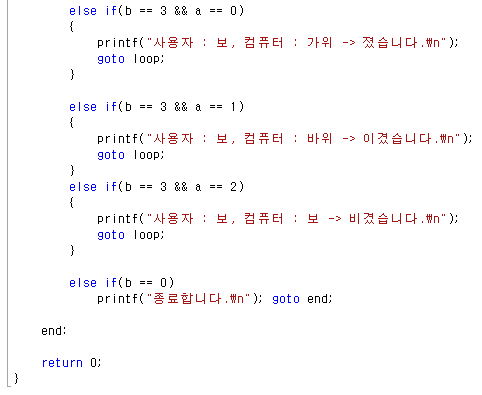 else if(b == 3 && a == 0)
{
printf("사용자 : 보, 컴퓨터 : 가위 -> 졌습니다.₩n");
goto loop;
}
else if(b == 3 && a == 1)
{
printf("사용자 : 보, 컴퓨터 : 바위 -> 이겼습니다.₩n");
goto loop;
}
else if(b == 3 && a == 2)
{
printf("사용자 : 보, 컴퓨터 : 보 -> 비겼습니다.₩n");
goto loop;
}
else if(b == 0)
printf("종료합니다.₩n"); goto end;
end:
return 0;
}